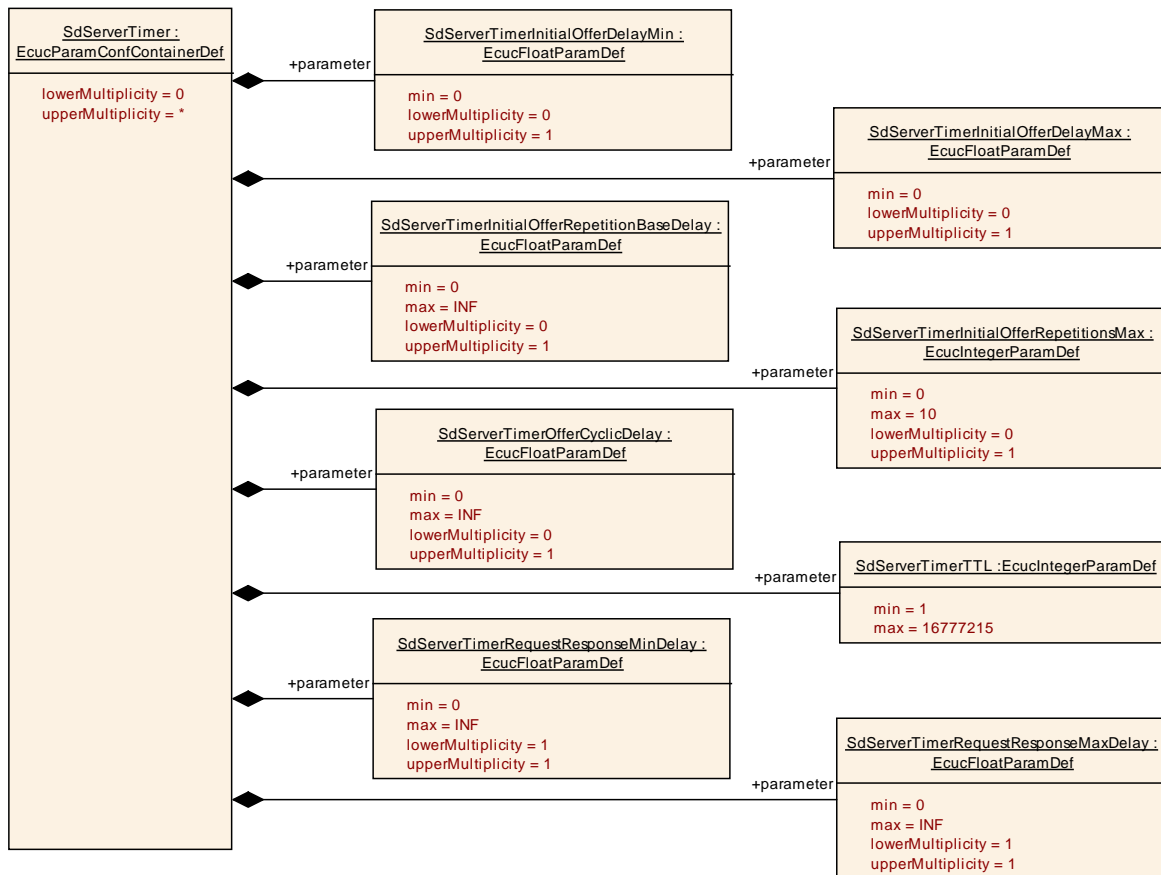 SdServerTimer :
EcucParamConfContainerDef
lowerMultiplicity = 0
upperMultiplicity = *
+parameter
SdServerTimerInitialOfferDelayMin :
EcucFloatParamDef
min = 0
lowerMultiplicity = 0
upperMultiplicity = 1
+parameter
SdServerTimerInitialOfferDelayMax :
EcucFloatParamDef
min = 0
lowerMultiplicity = 0
upperMultiplicity = 1
+parameter
SdServerTimerInitialOfferRepetitionBaseDelay :
EcucFloatParamDef
min = 0
max = INF
lowerMultiplicity = 0
upperMultiplicity = 1
+parameter
SdServerTimerInitialOfferRepetitionsMax :
EcucIntegerParamDef
min = 0
max = 10
lowerMultiplicity = 0
upperMultiplicity = 1
+parameter
SdServerTimerOfferCyclicDelay :
EcucFloatParamDef
min = 0
max = INF
lowerMultiplicity = 0
upperMultiplicity = 1
+parameter
SdServerTimerTTL :EcucIntegerParamDef
min = 1
max = 16777215
+parameter
SdServerTimerRequestResponseMinDelay :
EcucFloatParamDef
min = 0
max = INF
lowerMultiplicity = 1
upperMultiplicity = 1
+parameter
SdServerTimerRequestResponseMaxDelay :
EcucFloatParamDef
min = 0
max = INF
lowerMultiplicity = 1
upperMultiplicity = 1